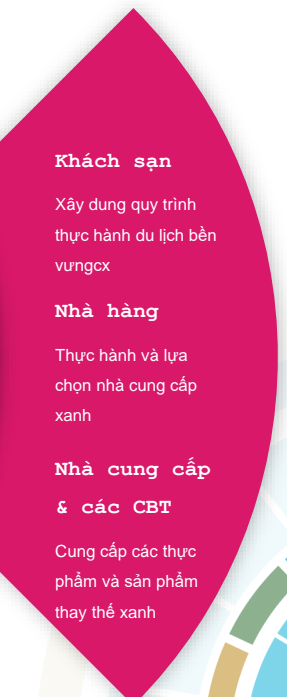 Khách sạn
Xây dung quy trình
thực hành du lịch bền
vưngcx
Nhà hàng
Thực hành và lựa
chọn nhà cung cấp
xanh
Nhà cung cấp
& các CBT
Cung cấp các thực
phẩm và sản phẩm
thay thế xanh